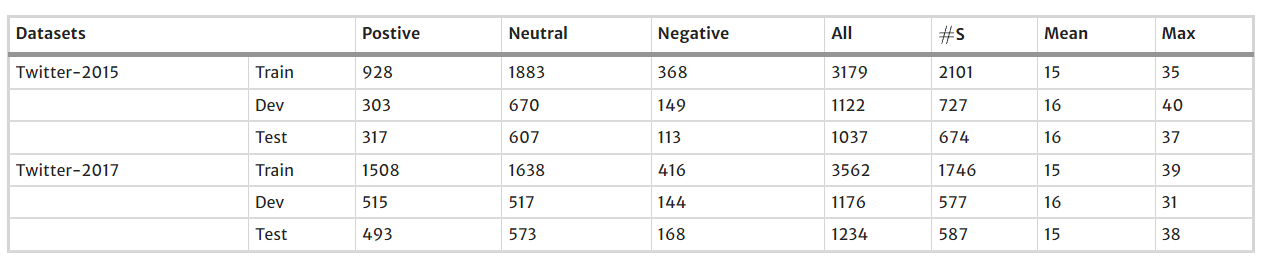 Datasets Postive Neutral Negative All #S Mean Max
Twitter-2015 Train 928 1883 368 3179 2101 15 35
Dev 303 670 149 1122 727 16 40
Test 317 607 113 1037 674 16 37
Twitter-2017 Train 1508 1638 416 3562 1746 15 39
Dev 515 517 144 1176 577 16 31
Test 493 573 168 1234 587 15 38